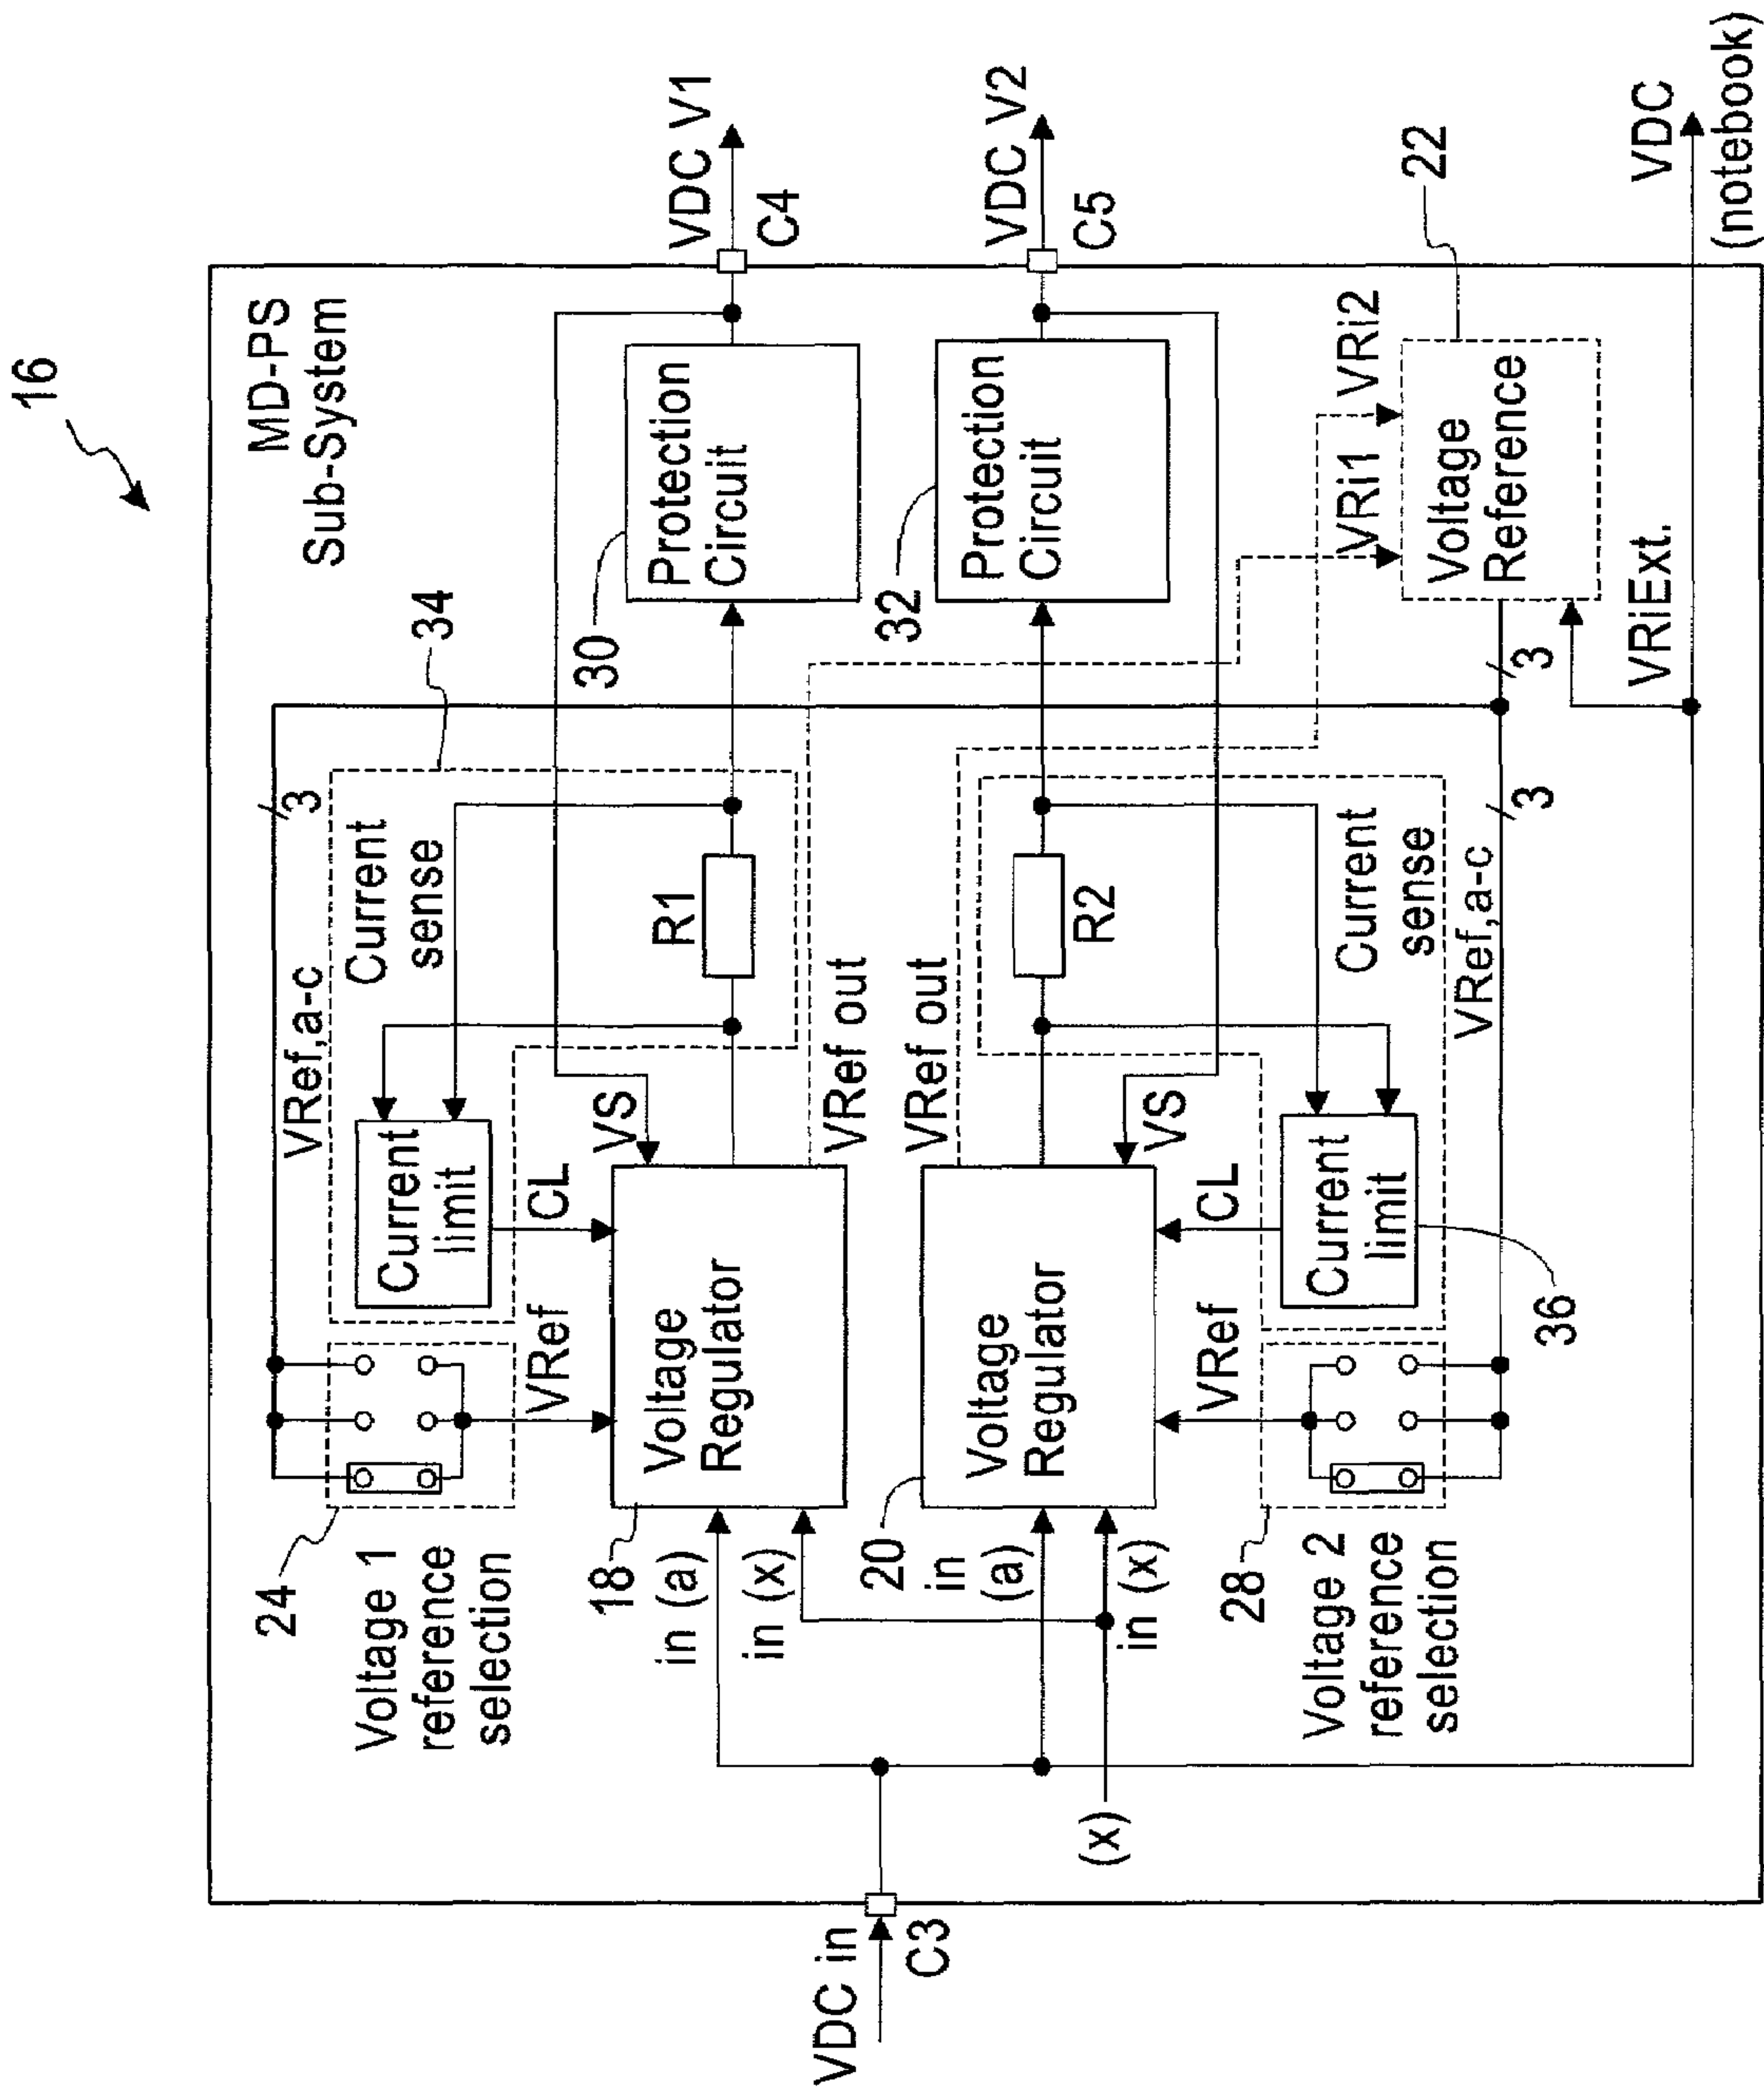 16
MD-PS
Sub-System
VRef,a-c
3
34
Current
sense
Current
limit
24
Voltage 1
reference
selection
VRef
CL
VS
R1
30
Protection
Circuit
VDC V1
C4
18
in (a)
in (x)
Voltage
Regulator
VRef out
VDC in
C3
20
in
(a)
in (x)
(x)
Voltage
Regulator
VRef out
VS
R2
32
Protection
Circuit
VDC V2
C5
VRef
CL
28
Voltage 2
reference
selection
Current
limit
36
Current
sense
VRef,a-c
3
3
VRi1
VRi2
22
Voltage
Reference
VRiExt.
VDC
(notebook)